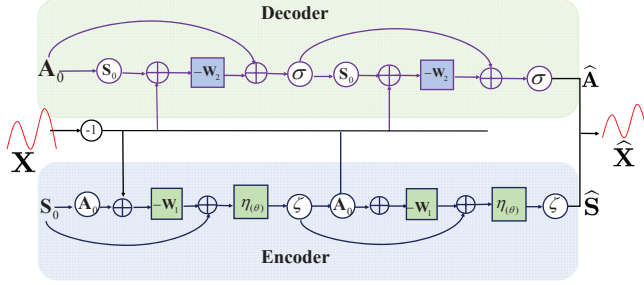 Decoder
A₀ S₀ -W₂ σ S₀ -W₂ σ Â
X -1 X̂
S₀ A₀ -W₁ η(θ) ζ A₀ -W₁ η(θ) ζ Ŝ
Encoder